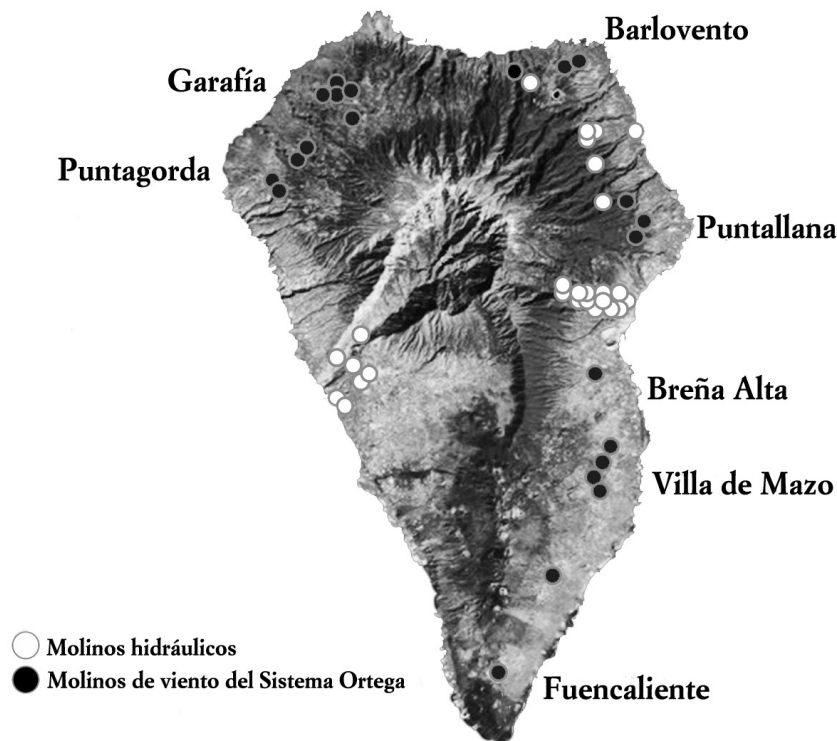 Barlovento
Garafía
Puntagorda
Puntallana
Breña Alta
Villa de Mazo
Molinos hidráulicos
Molinos de viento del Sistema Ortega
Fuencaliente